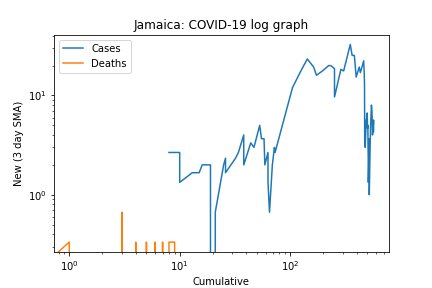 Jamaica: COVID-19 log graph
Cases
Deaths
New (3 day SMA)
10¹
10⁰
10⁰ 10¹ 10²
Cumulative